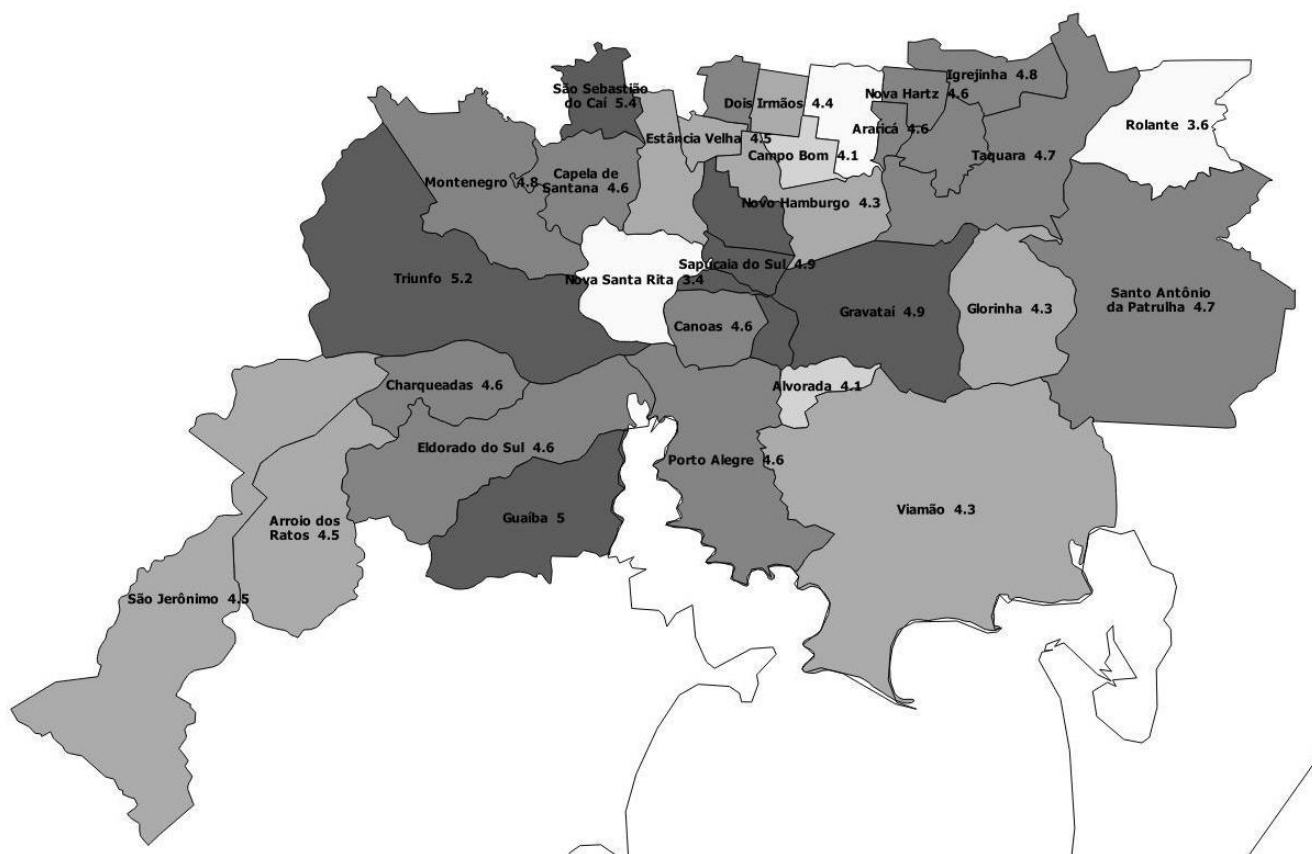 Igrejinha 4.8
São Sebastião
do Caí 5.4
Nova Hartz 4.6
Dois Irmãos 4.4
Rolante 3.6
Araricá 4.6
Estância Velha 4.5
Campo Bom 4.1
Taquara 4.7
Capela de
Santana 4.6
Montenegro 4.8
Novo Hamburgo 4.3
Sapucaia do Sul 4.9
Triunfo 5.2
Nova Santa Rita 3.4
Santo Antônio
da Patrulha 4.7
Glorinha 4.3
Gravataí 4.9
Canoas 4.6
Charqueadas 4.6
Alvorada 4.1
Eldorado do Sul 4.6
Porto Alegre 4.6
Viamão 4.3
Guaíba 5
Arroio dos
Ratos 4.5
São Jerônimo 4.5